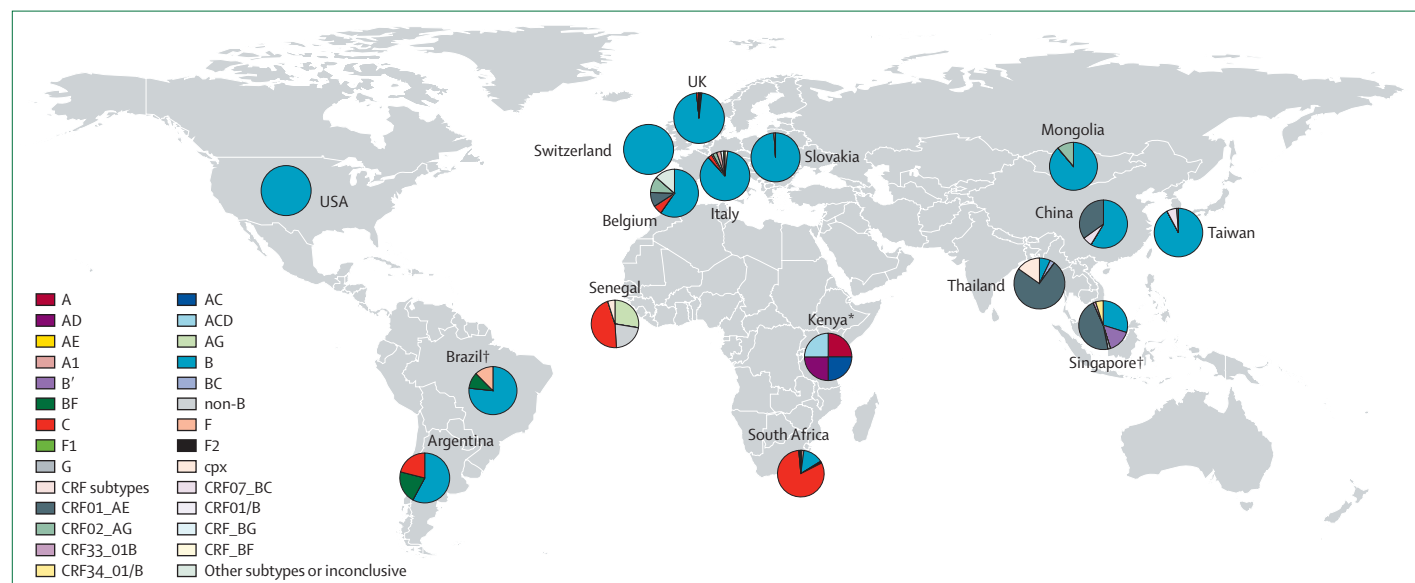 UK
Switzerland
Mongolia
Slovakia
USA
Belgium
Italy
China
Taiwan
Thailand
Senegal
Kenya*
Singapore†
Brazil†
South Africa
Argentina
A
AC
AD
ACD
AE
AG
A1
B
B′
BC
BF
non-B
C
F
F1
F2
G
cpx
CRF subtypes
CRF07_BC
CRF01_AE
CRF01/B
CRF02_AG
CRF_BG
CRF33_01B
CRF_BF
CRF34_01/B
Other subtypes or inconclusive